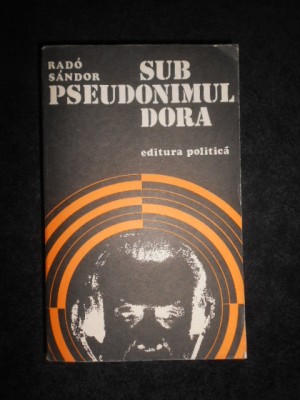 RADÓ
SÁNDOR
SUB
PSEUDONIMUL
DORA
editura politică